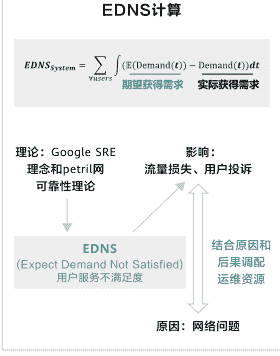 EDNS计算
EDNS_System = ∑_∀users ∫(𝔼(Demand(t)) − Demand(t))dt
期望获得需求 实际获得需求
理论：Google SRE
理念和petril网
可靠性理论
影响：
流量损失、用户投诉
EDNS
(Expect Demand Not Satisfied)
用户服务不满足度
结合原因和
后果调配
运维资源
原因：网络问题